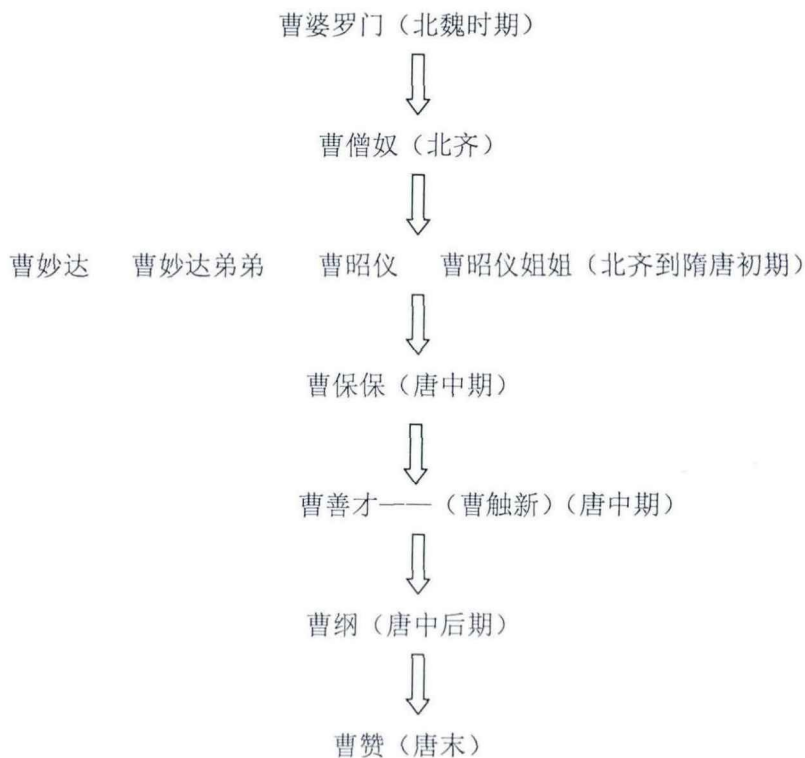 曹婆罗门（北魏时期）
曹僧奴（北齐）
曹妙达 曹妙达弟弟 曹昭仪 曹昭仪姐姐（北齐到隋唐初期）
曹保保（唐中期）
曹善才——（曹触新）（唐中期）
曹纲（唐中后期）
曹赞（唐末）